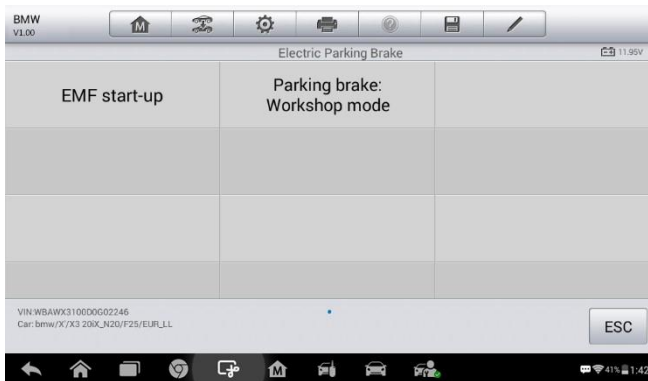 BMW
V1.00
M
?
Electric Parking Brake
11.95V
EMF start-up
Parking brake:
Workshop mode
VIN:WBAWX3100D0G02246
Car: bmw/X'/X3 20iX_N20/F25/EUR_LL
ESC
M
41%
1:42